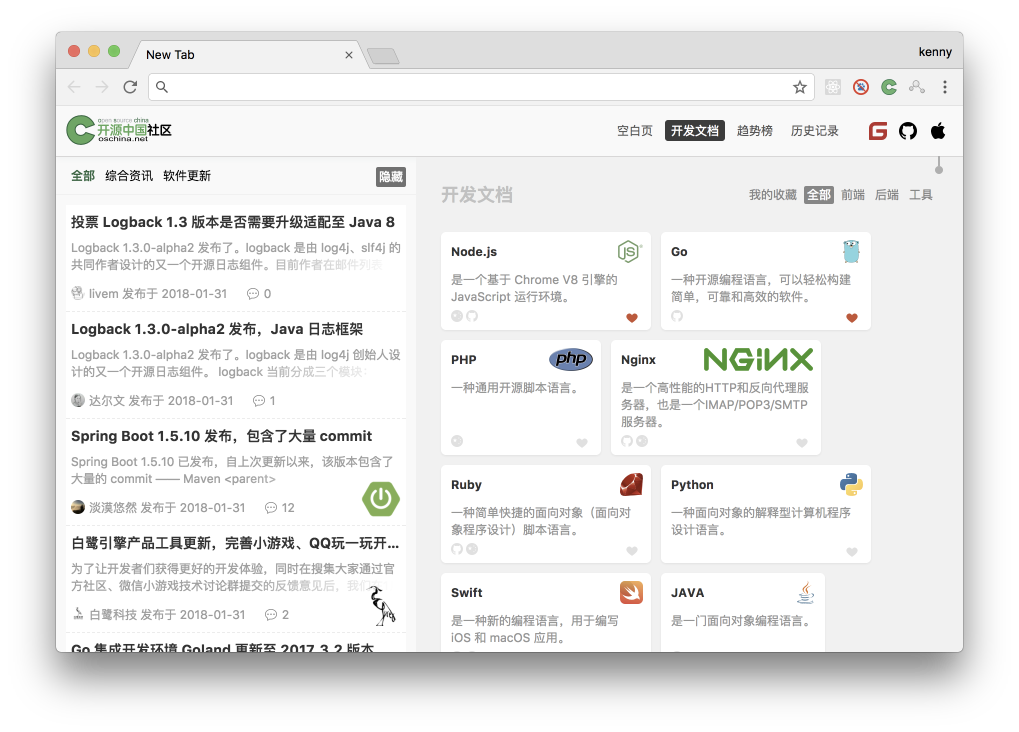 New Tab
kenny
open source china
开源中国社区
oschina.net
空白页 开发文档 趋势榜 历史记录
全部 综合资讯 软件更新 隐藏
投票 Logback 1.3 版本是否需要升级适配至 Java 8
Logback 1.3.0-alpha2 发布了。logback 是由 log4j、slf4j 的
共同作者设计的又一个开源日志组件。目前作者在邮件列表
livem 发布于 2018-01-31 0
Logback 1.3.0-alpha2 发布，Java 日志框架
Logback 1.3.0-alpha2 发布了。logback 是由 log4j 创始人设
计的又一个开源日志组件。 logback 当前分成三个模块：
达尔文 发布于 2018-01-31 1
Spring Boot 1.5.10 发布，包含了大量 commit
Spring Boot 1.5.10 已发布，自上次更新以来，该版本包含了
大量的 commit —— Maven <parent>
淡漠悠然 发布于 2018-01-31 12
白鹭引擎产品工具更新，完善小游戏、QQ玩一玩开...
为了让开发者们获得更好的开发体验，同时在搜集大家通过官
方社区、微信小游戏技术讨论群提交的反馈意见后，我们
白鹭科技 发布于 2018-01-31 2
Go 集成开发环境 Goland 更新至 2017.3.2 版本
开发文档
我的收藏 全部 前端 后端 工具
Node.js
JS
是一个基于 Chrome V8 引擎的
JavaScript 运行环境。
Go
一种开源编程语言，可以轻松构建
简单，可靠和高效的软件。
PHP
php
一种通用开源脚本语言。
Nginx
NGiNX
是一个高性能的HTTP和反向代理服
务器，也是一个IMAP/POP3/SMTP
服务器。
Ruby
一种简单快捷的面向对象（面向对
象程序设计）脚本语言。
Python
一种面向对象的解释型计算机程序
设计语言。
Swift
一种新的编程语言，用于编写
iOS 和 macOS 应用。
JAVA
是一门面向对象编程语言。